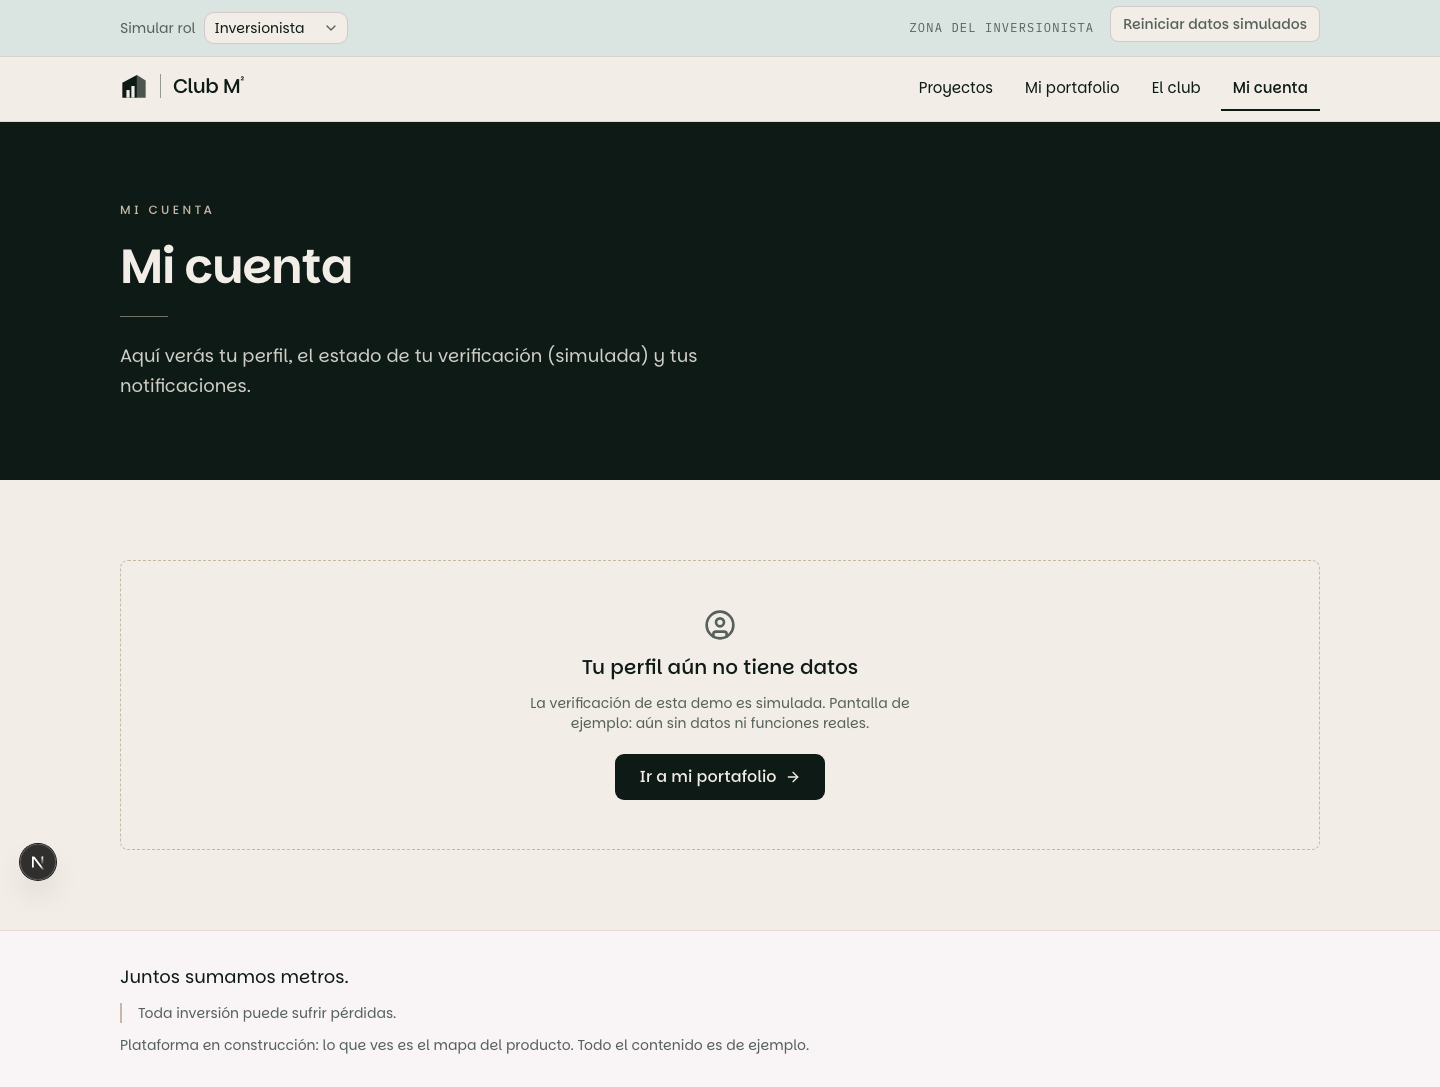 Simular rol Inversionista ZONA DEL INVERSIONISTA Reiniciar datos simulados
Club M² Proyectos Mi portafolio El club Mi cuenta
MI CUENTA
Mi cuenta
Aquí verás tu perfil, el estado de tu verificación (simulada) y tus
notificaciones.
Tu perfil aún no tiene datos
La verificación de esta demo es simulada. Pantalla de
ejemplo: aún sin datos ni funciones reales.
Ir a mi portafolio →
N
Juntos sumamos metros.
Toda inversión puede sufrir pérdidas.
Plataforma en construcción: lo que ves es el mapa del producto. Todo el contenido es de ejemplo.